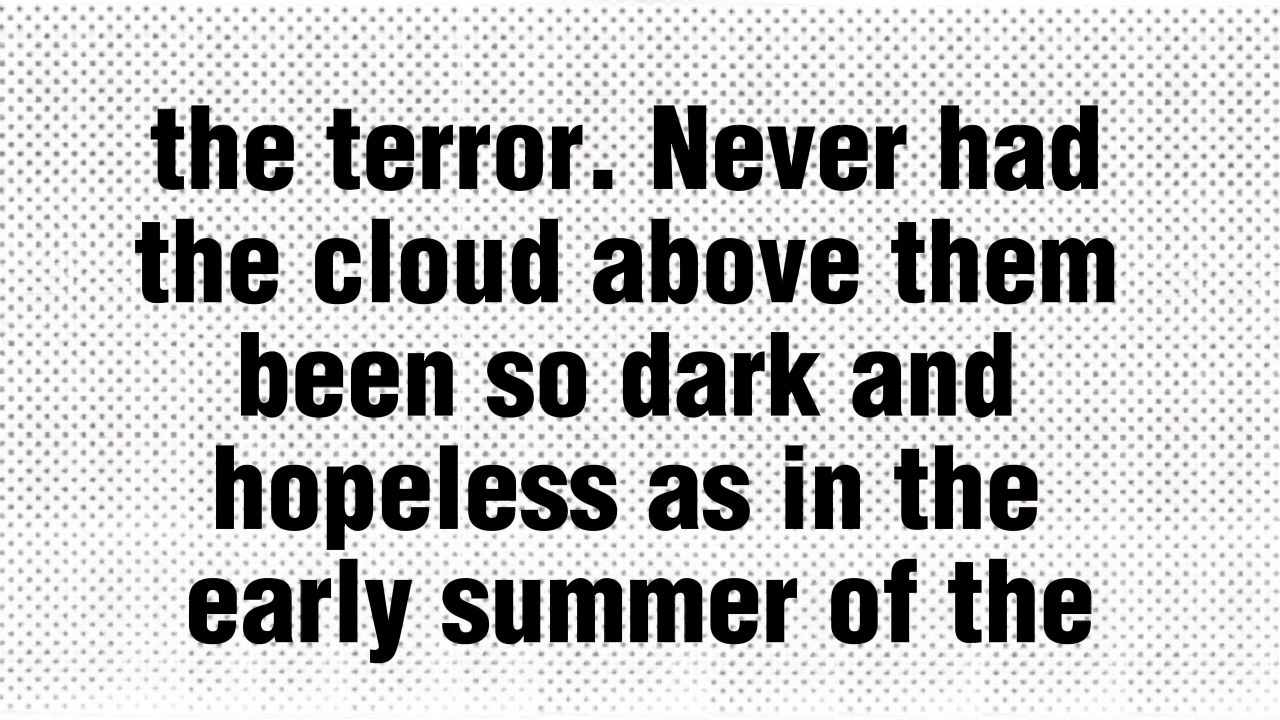 the terror. Never had
the cloud above them
been so dark and
hopeless as in the
early summer of the